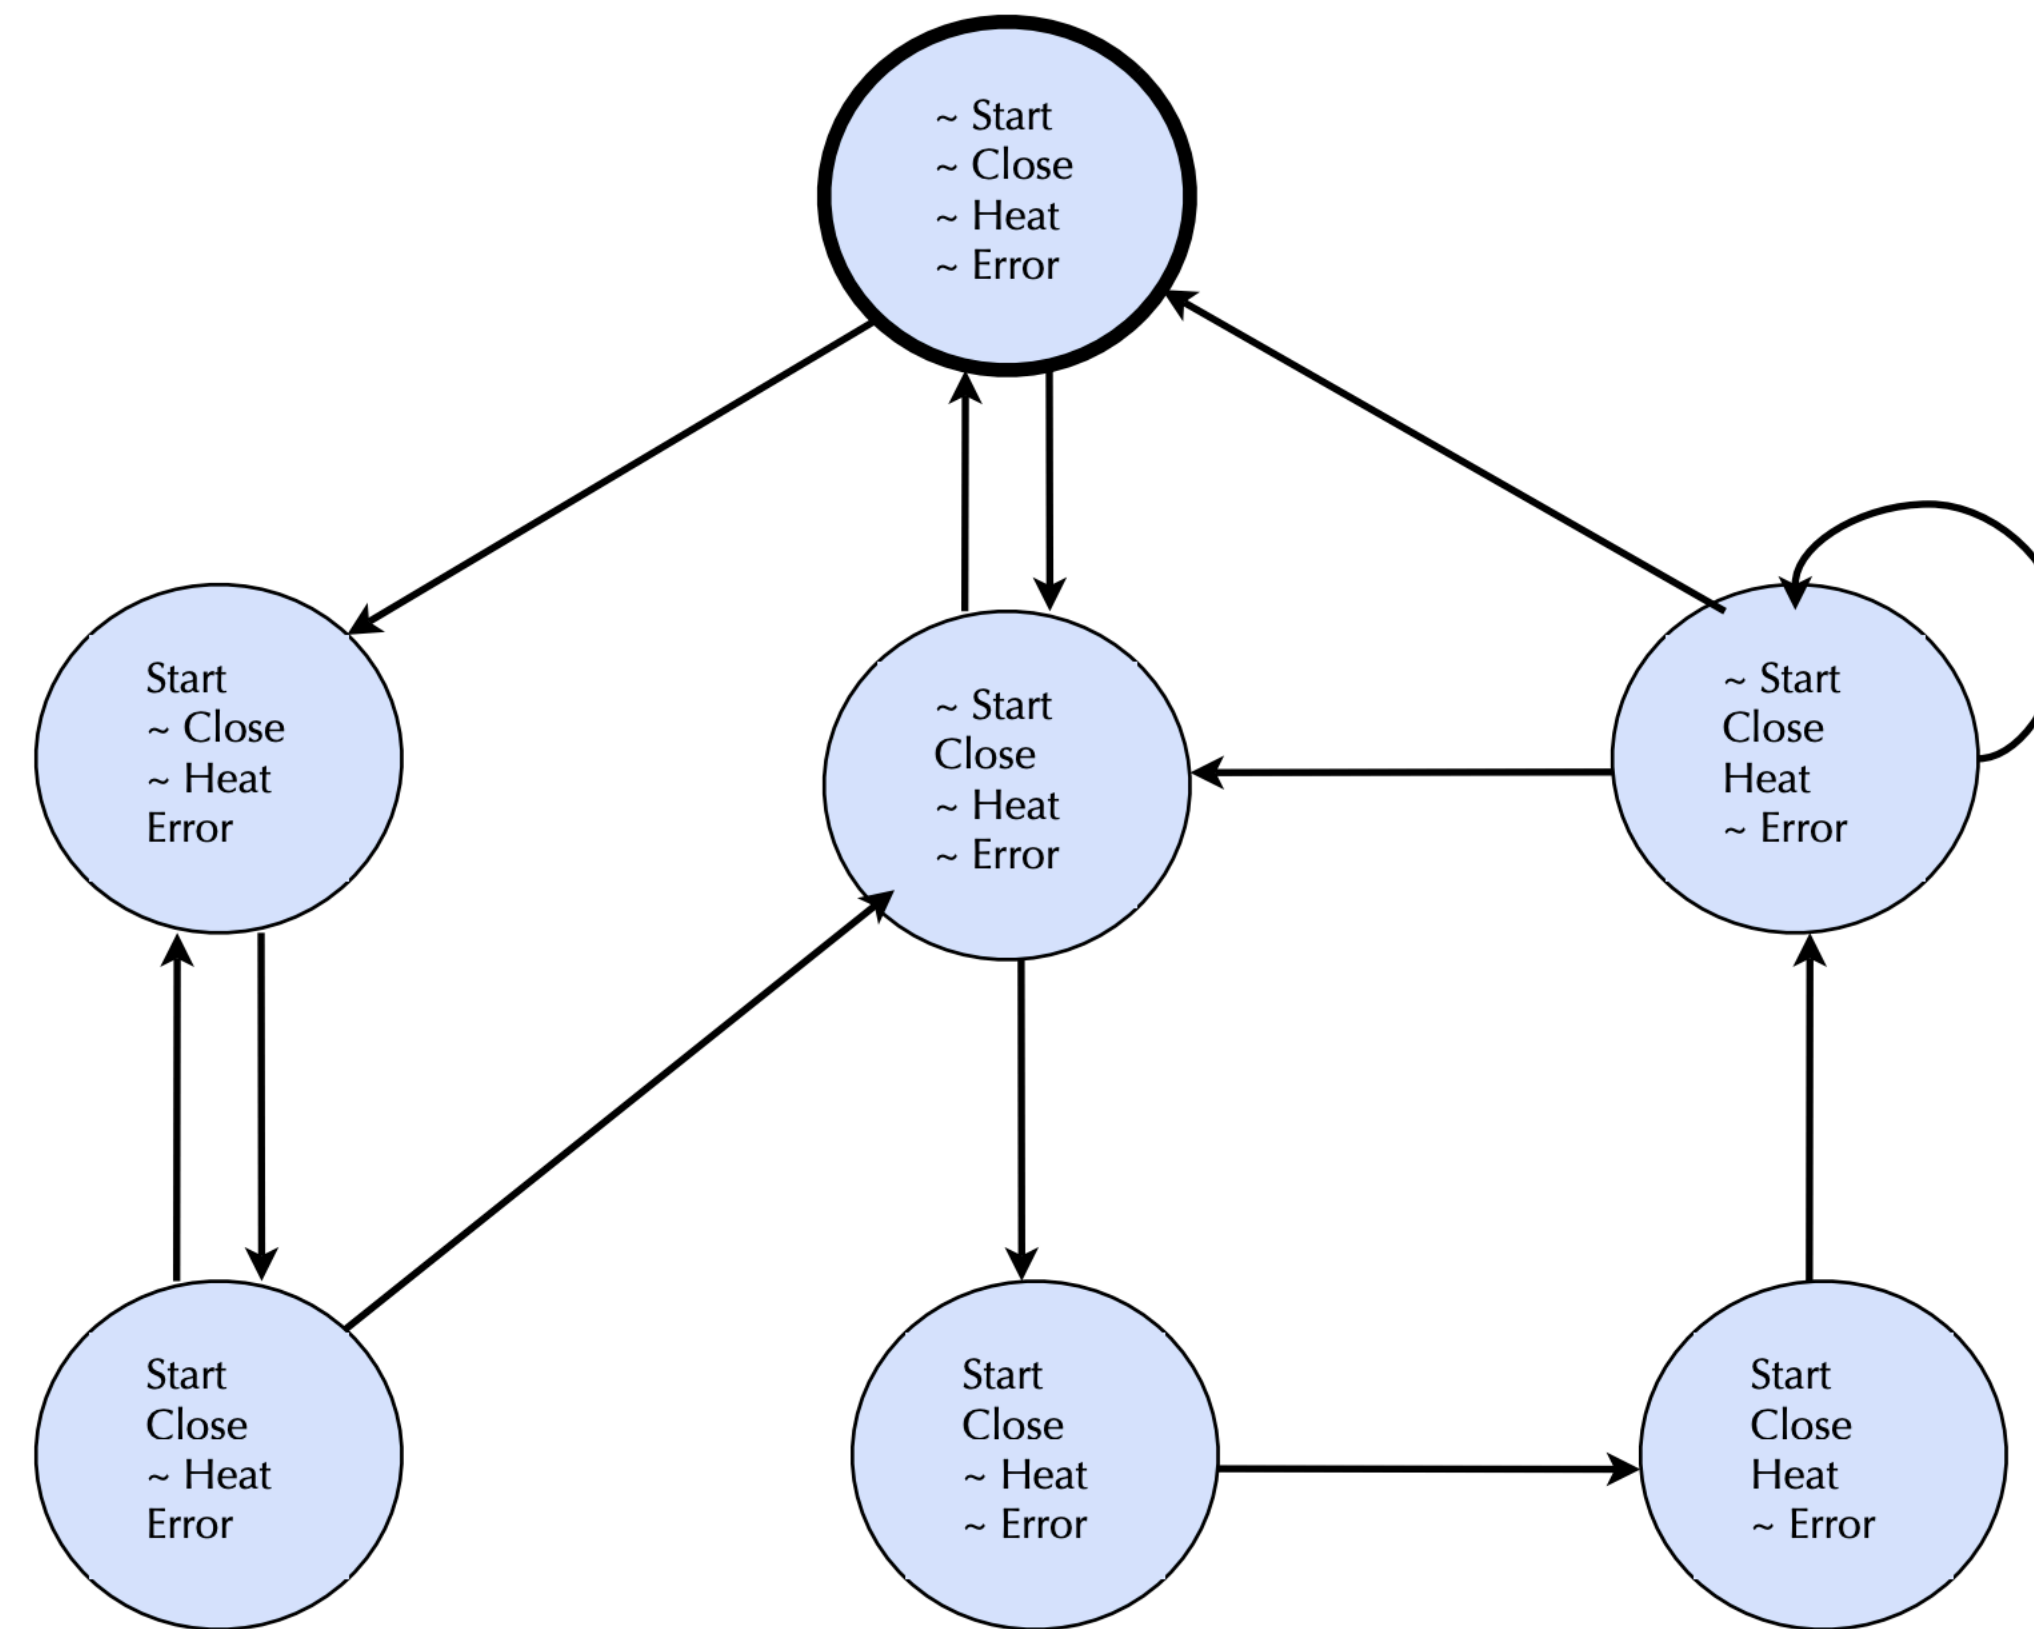 ~ Start
~ Close
~ Heat
~ Error
Start
~ Close
~ Heat
Error
~ Start
Close
~ Heat
~ Error
~ Start
Close
Heat
~ Error
Start
Close
~ Heat
Error
Start
Close
~ Heat
~ Error
Start
Close
Heat
~ Error